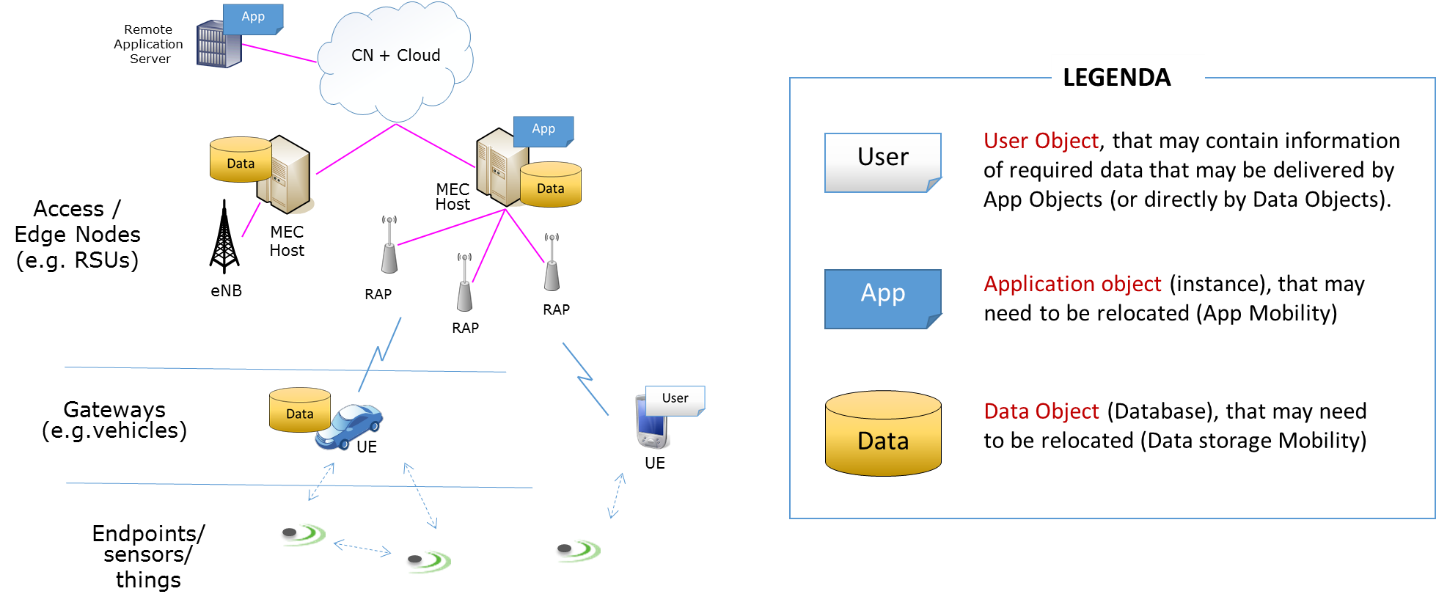 App
Remote
Application
Server
CN + Cloud
App
Data
Data
MEC
Host
MEC
Host
Access /
Edge Nodes
(e.g. RSUs)
eNB
RAP
RAP
RAP
Gateways
(e.g.vehicles)
Data
UE
User
UE
Endpoints/
sensors/
things
LEGENDA
User
User Object, that may contain information
of required data that may be delivered by
App Objects (or directly by Data Objects).
App
Application object (instance), that may
need to be relocated (App Mobility)
Data
Data Object (Database), that may need
to be relocated (Data storage Mobility)